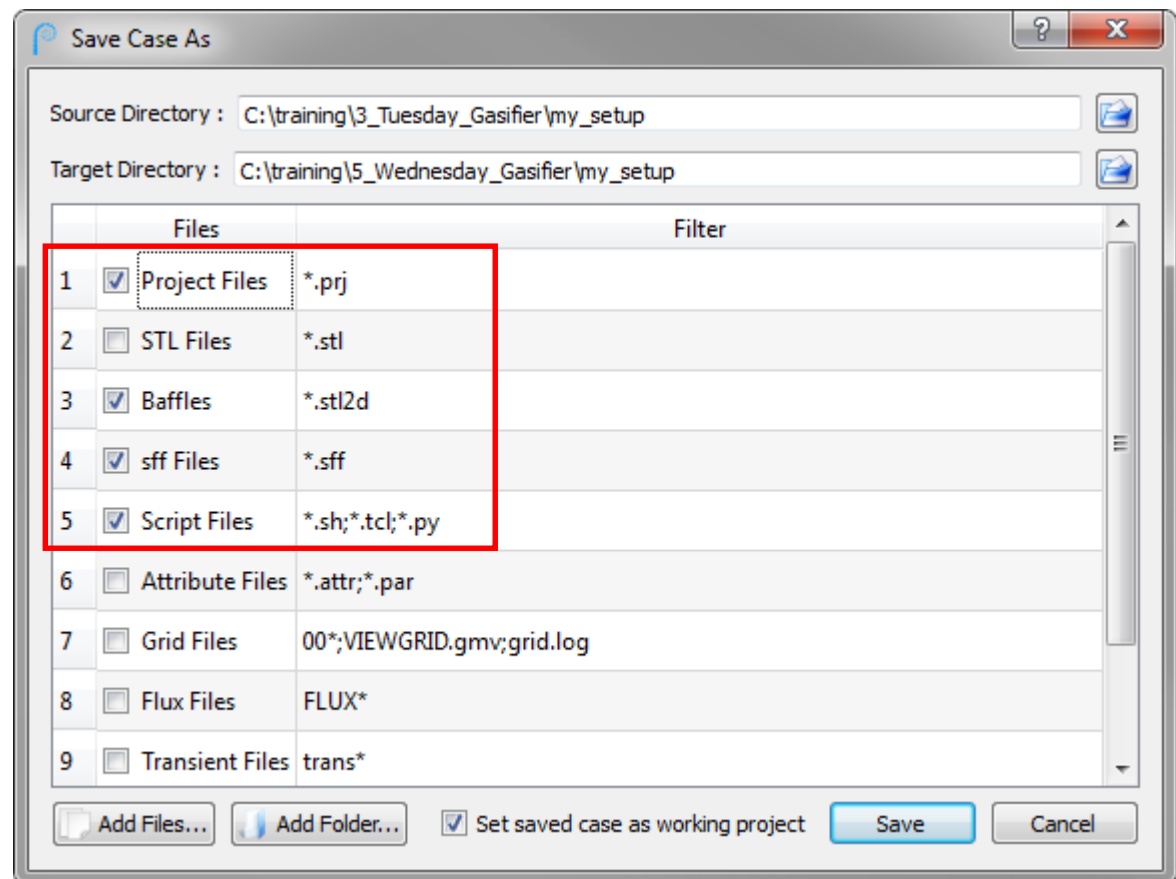 Save Case As
Source Directory : C:\training\3_Tuesday_Gasifier\my_setup
Target Directory : C:\training\5_Wednesday_Gasifier\my_setup
Files Filter
1 Project Files *.prj
2 STL Files *.stl
3 Baffles *.stl2d
4 sff Files *.sff
5 Script Files *.sh;*.tcl;*.py
6 Attribute Files *.attr;*.par
7 Grid Files 00*;VIEWGRID.gmv;grid.log
8 Flux Files FLUX*
9 Transient Files trans*
Add Files... Add Folder... Set saved case as working project Save Cancel